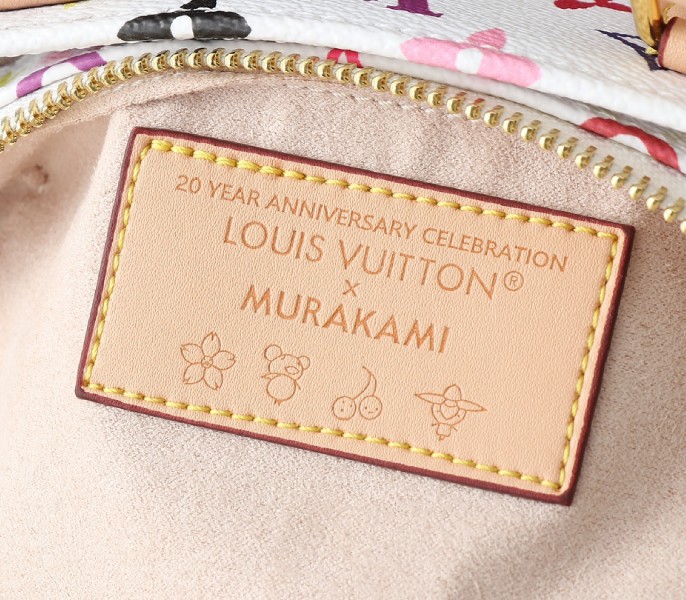 20 YEAR ANNIVERSARY CELEBRATION
LOUIS VUITTON®
×
MURAKAMI